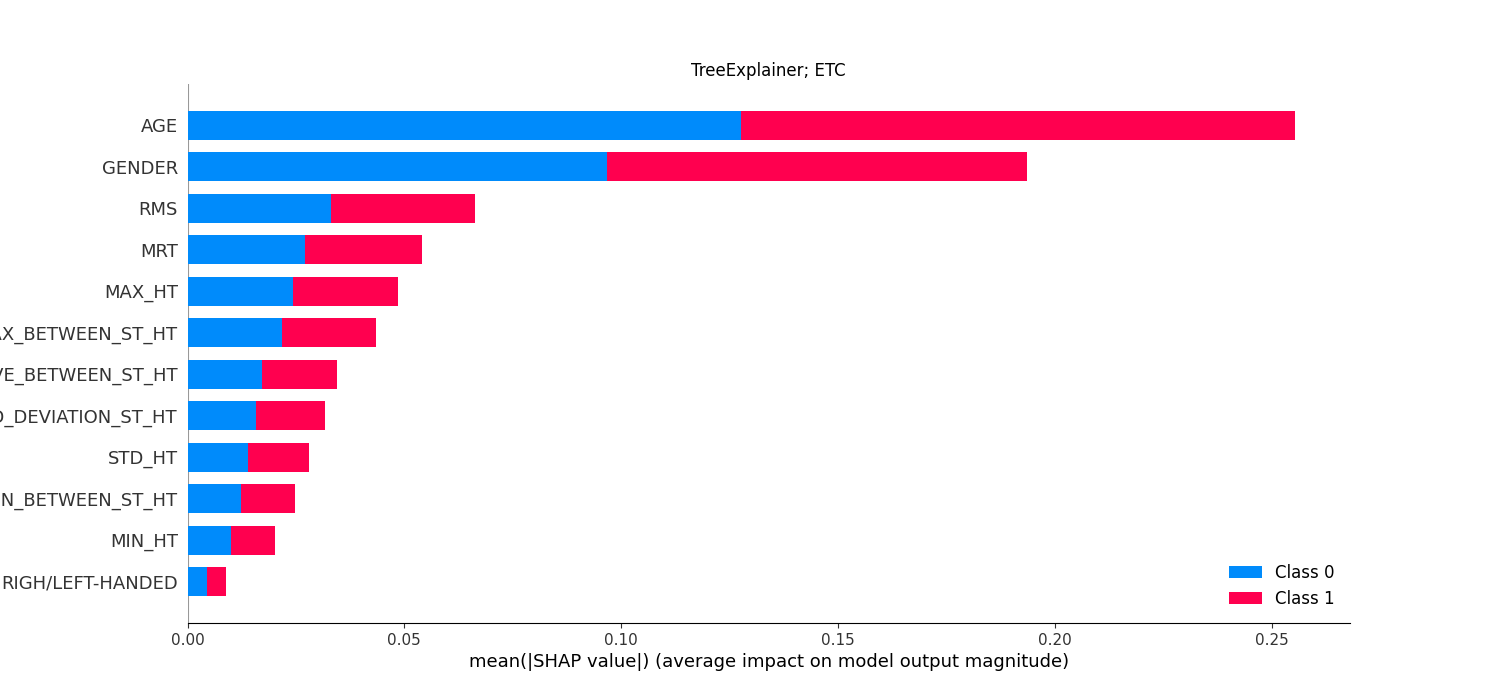 TreeExplainer; ETC
AGE
GENDER
RMS
MRT
MAX_HT
AX_BETWEEN_ST_HT
VE_BETWEEN_ST_HT
D_DEVIATION_ST_HT
STD_HT
N_BETWEEN_ST_HT
MIN_HT
RIGH/LEFT-HANDED
Class 0
Class 1
0.00 0.05 0.10 0.15 0.20 0.25
mean(|SHAP value|) (average impact on model output magnitude)